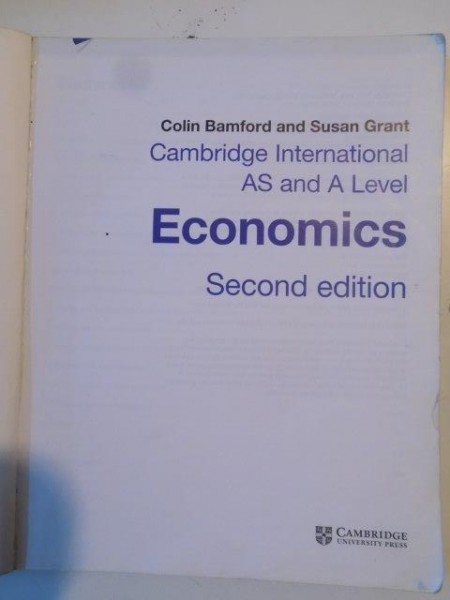 Colin Bamford and Susan Grant
Cambridge International
AS and A Level
Economics
Second edition
CAMBRIDGE
UNIVERSITY PRESS